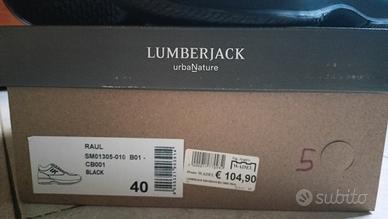 LUMBERJACK
urbaNature
RAUL
SM01305-010 B01 -
CB001
BLACK
40
€ 104,90
5
subito